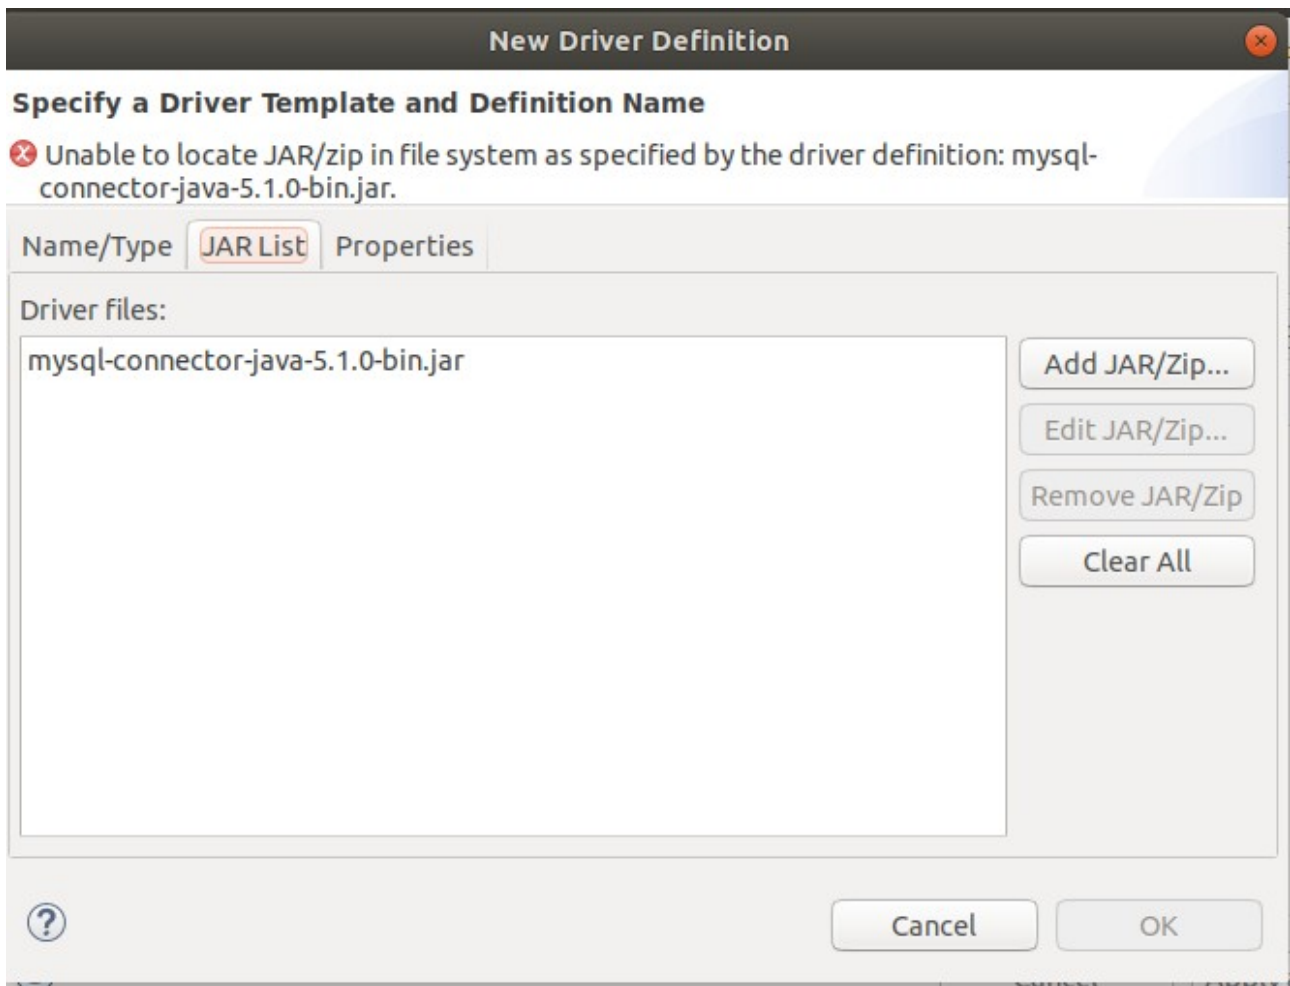 New Driver Definition
Specify a Driver Template and Definition Name
Unable to locate JAR/zip in file system as specified by the driver definition: mysql-
connector-java-5.1.0-bin.jar.
Name/Type JAR List Properties
Driver files:
mysql-connector-java-5.1.0-bin.jar
Add JAR/Zip...
Edit JAR/Zip...
Remove JAR/Zip
Clear All
?
Cancel OK